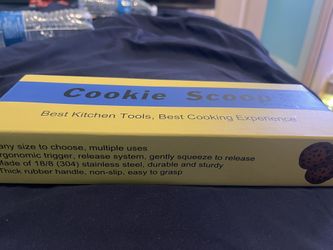 Cookie Scoop
Best Kitchen Tools, Best Cooking Experience
any size to choose, multiple uses
rgonomic trigger, release system, gently squeeze to release
Made of 18/8 (304) stainless steel, durable and sturdy
Thick rubber handle, non-slip, easy to grasp